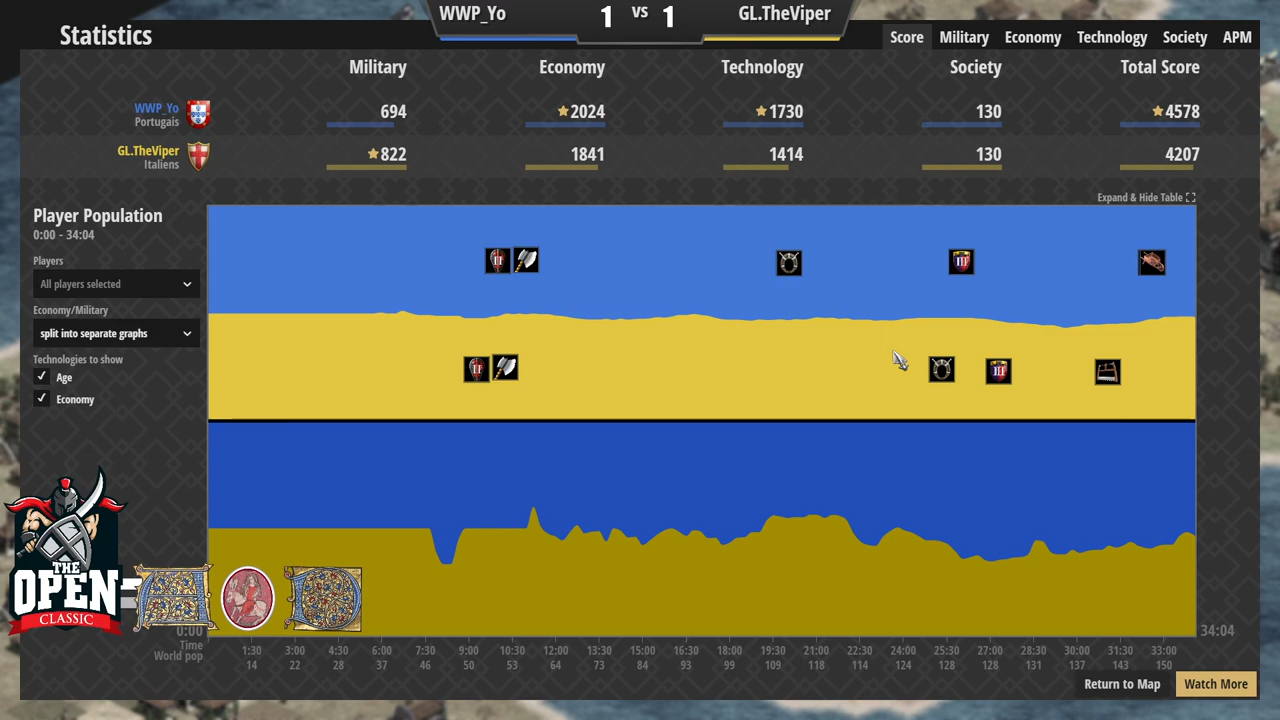 WWP_Yo 1 VS 1 GL.TheViper
Statistics
Score Military Economy Technology Society APM
Military Economy Technology Society Total Score
WWP_Yo
Portugais
694 2024 1730 130 4578
GL.TheViper
Italiens
822 1841 1414 130 4207
Expand & Hide Table
Player Population
0:00 - 34:04
Players
All players selected
Economy/Military
split into separate graphs
Technologies to show
Age
Economy
II
III
II
III
THE
OPEN
CLASSIC
0:00 34:04
Time 1:30 3:00 4:30 6:00 7:30 9:00 10:30 12:00 13:30 15:00 16:30 18:00 19:30 21:00 22:30 24:00 25:30 27:00 28:30 30:00 31:30 33:00
World pop 14 22 28 37 46 50 53 64 73 84 93 99 109 118 114 124 128 128 131 137 143 150
Return to Map Watch More